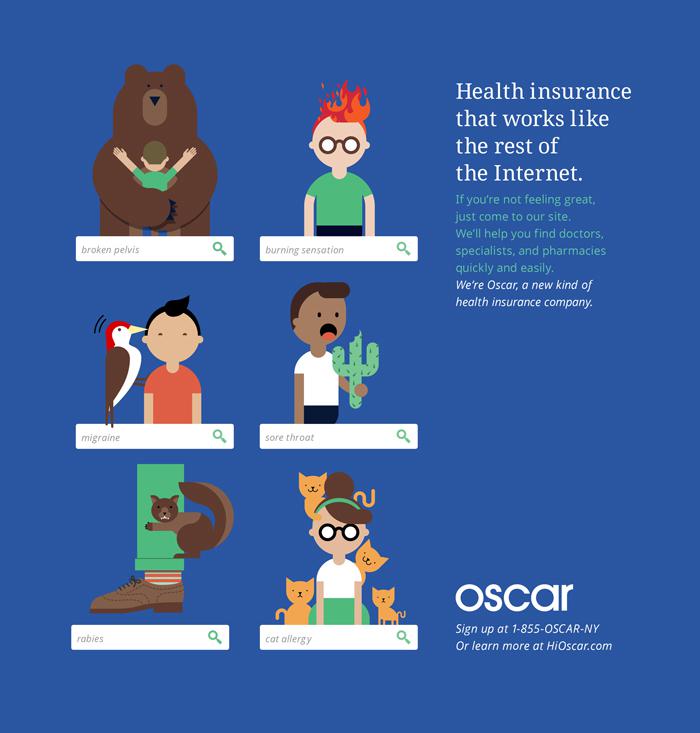 Health insurance
that works like
the rest of
the Internet.
If you're not feeling great,
just come to our site.
We'll help you find doctors,
specialists, and pharmacies
quickly and easily.
We're Oscar, a new kind of
health insurance company.
broken pelvis
burning sensation
migraine
sore throat
rabies
cat allergy
oscar
Sign up at 1-855-OSCAR-NY
Or learn more at HiOscar.com